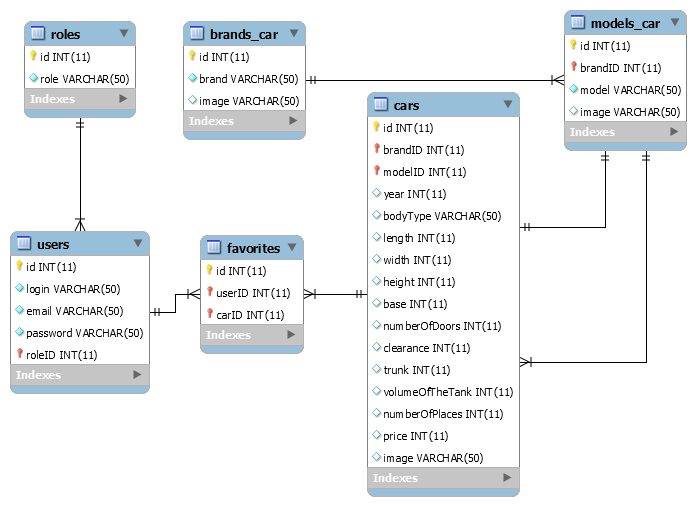 roles
id INT(11)
role VARCHAR(50)
Indexes
brands_car
id INT(11)
brand VARCHAR(50)
image VARCHAR(50)
Indexes
models_car
id INT(11)
brandID INT(11)
model VARCHAR(50)
image VARCHAR(50)
Indexes
cars
id INT(11)
brandID INT(11)
modelID INT(11)
year INT(11)
bodyType VARCHAR(50)
length INT(11)
width INT(11)
height INT(11)
base INT(11)
numberOfDoors INT(11)
clearance INT(11)
trunk INT(11)
volumeOfTheTank INT(11)
numberOfPlaces INT(11)
price INT(11)
image VARCHAR(50)
Indexes
users
id INT(11)
login VARCHAR(50)
email VARCHAR(50)
password VARCHAR(50)
roleID INT(11)
Indexes
favorites
id INT(11)
userID INT(11)
carID INT(11)
Indexes